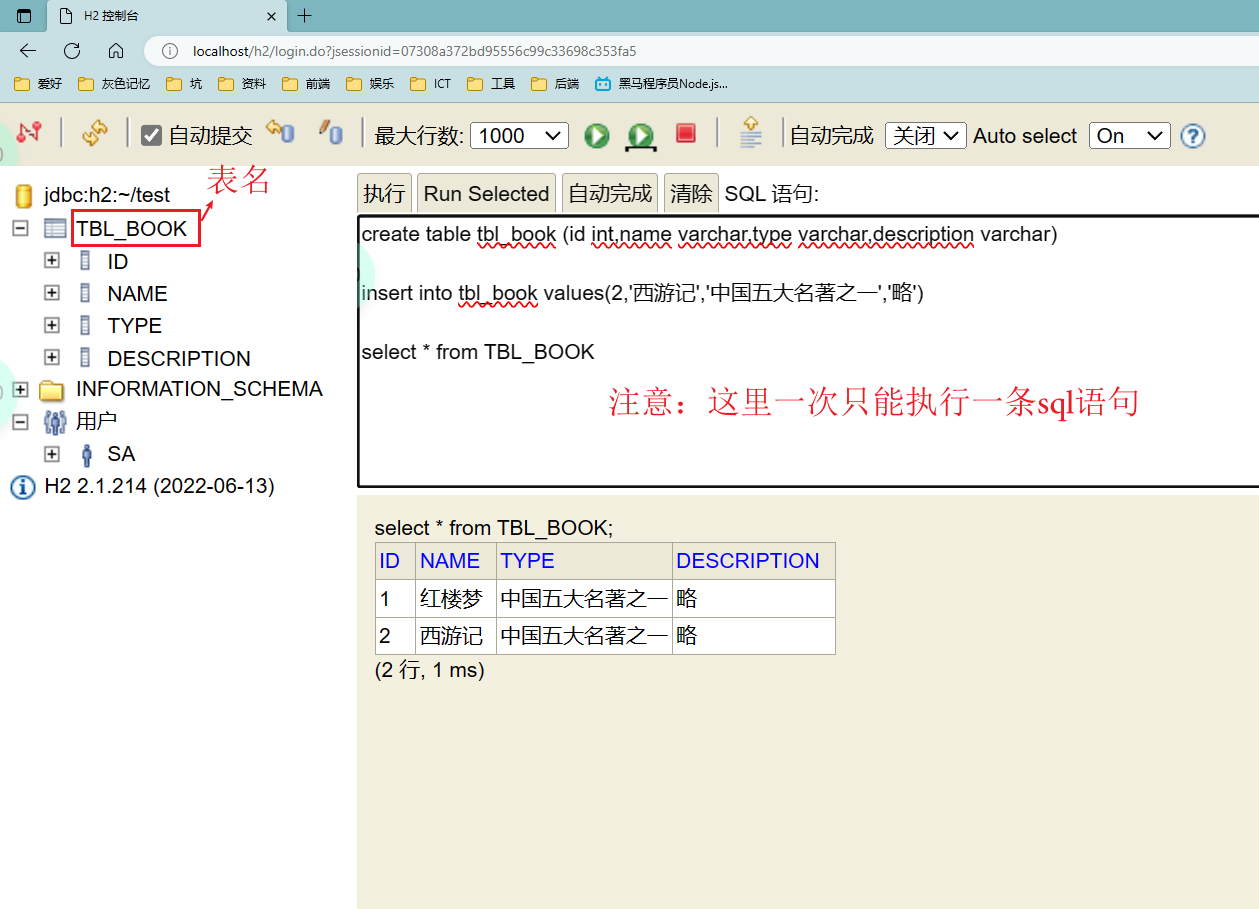 H2 控制台
localhost/h2/login.do?jsessionid=07308a372bd95556c99c33698c353fa5
爱好 灰色记忆 坑 资料 前端 娱乐 ICT 工具 后端 黑马程序员Node.js...
自动提交 最大行数: 1000 自动完成 关闭 Auto select On
表名
jdbc:h2:~/test
TBL_BOOK
ID
NAME
TYPE
DESCRIPTION
INFORMATION_SCHEMA
用户
SA
H2 2.1.214 (2022-06-13)
执行 Run Selected 自动完成 清除 SQL 语句:
create table tbl_book (id int,name varchar,type varchar,description varchar)
insert into tbl_book values(2,'西游记','中国五大名著之一','略')
select * from TBL_BOOK
注意：这里一次只能执行一条sql语句
select * from TBL_BOOK;
ID NAME TYPE DESCRIPTION
1 红楼梦 中国五大名著之一 略
2 西游记 中国五大名著之一 略
(2 行, 1 ms)